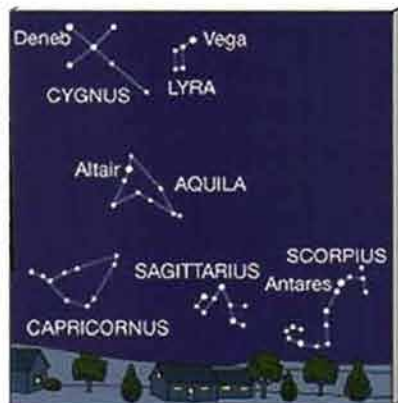 Deneb
Vega
CYGNUS
LYRA
Altair
AQUILA
SCORPIUS
SAGITTARIUS
Antares
CAPRICORNUS